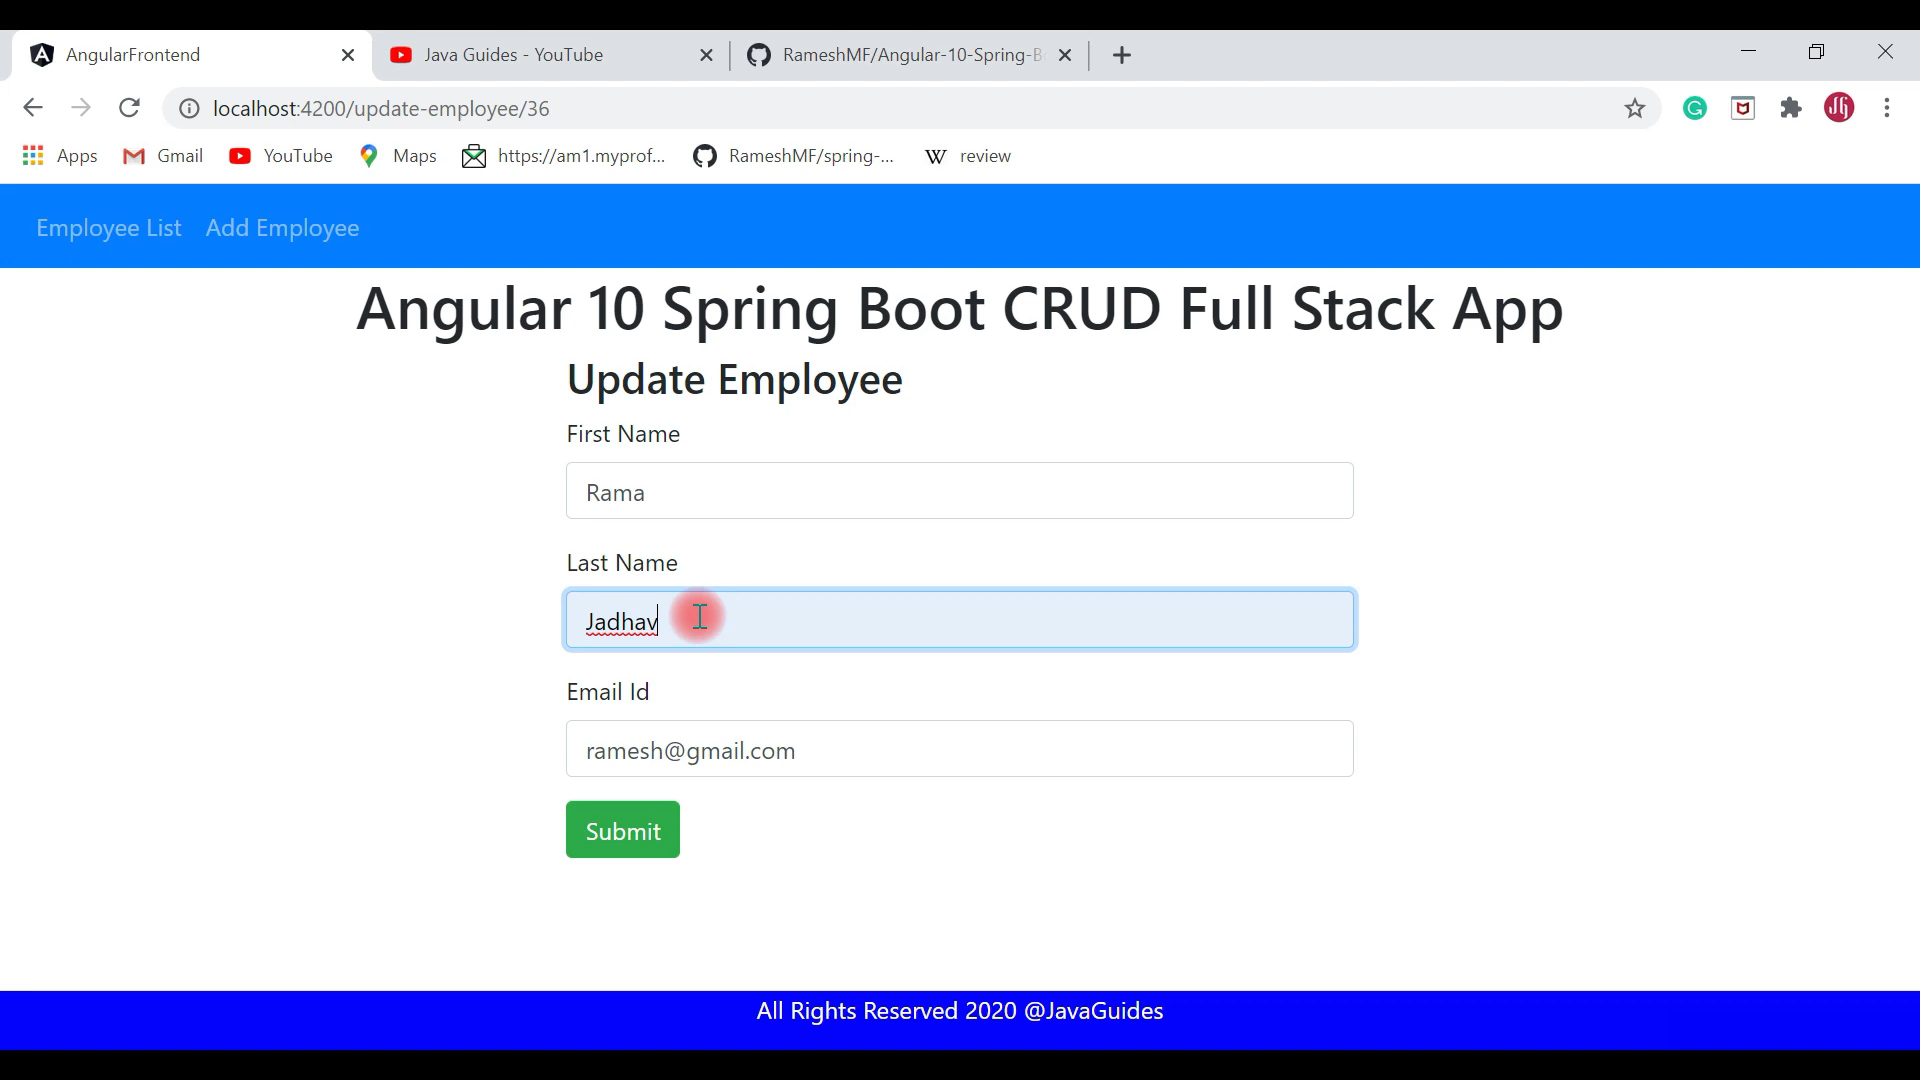 AngularFrontend
Java Guides - YouTube
RameshMF/Angular-10-Spring-B
localhost:4200/update-employee/36
Apps
Gmail
YouTube
Maps
https://am1.myprof...
RameshMF/spring-...
W review
Employee List Add Employee
Angular 10 Spring Boot CRUD Full Stack App
Update Employee
First Name
Rama
Last Name
Jadhav
Email Id
ramesh@gmail.com
Submit
All Rights Reserved 2020 @JavaGuides